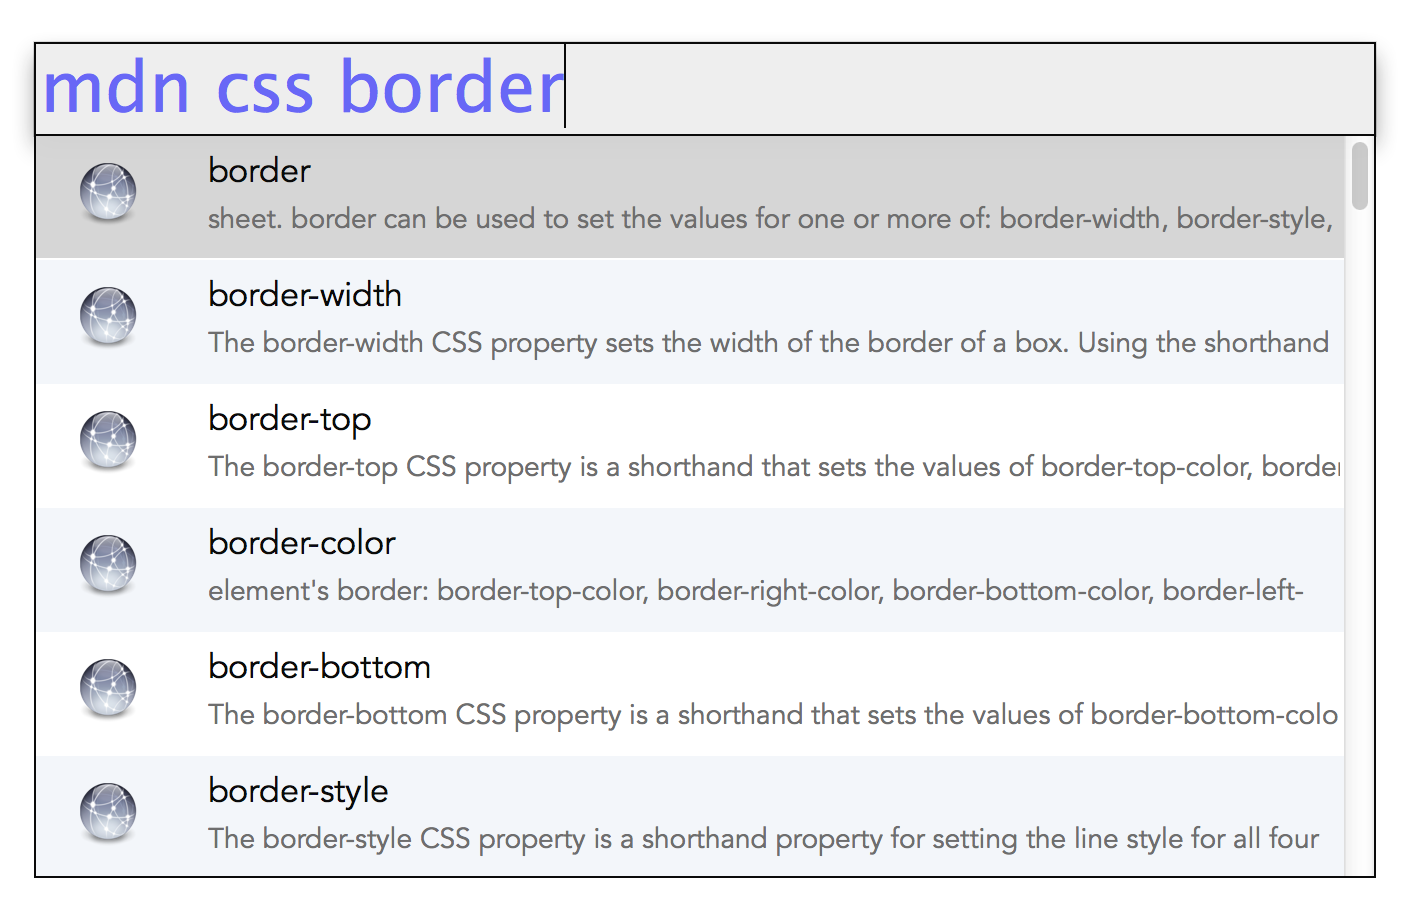 mdn css border
border
sheet. border can be used to set the values for one or more of: border-width, border-style,
border-width
The border-width CSS property sets the width of the border of a box. Using the shorthand
border-top
The border-top CSS property is a shorthand that sets the values of border-top-color, border
border-color
element's border: border-top-color, border-right-color, border-bottom-color, border-left-
border-bottom
The border-bottom CSS property is a shorthand that sets the values of border-bottom-colo
border-style
The border-style CSS property is a shorthand property for setting the line style for all four